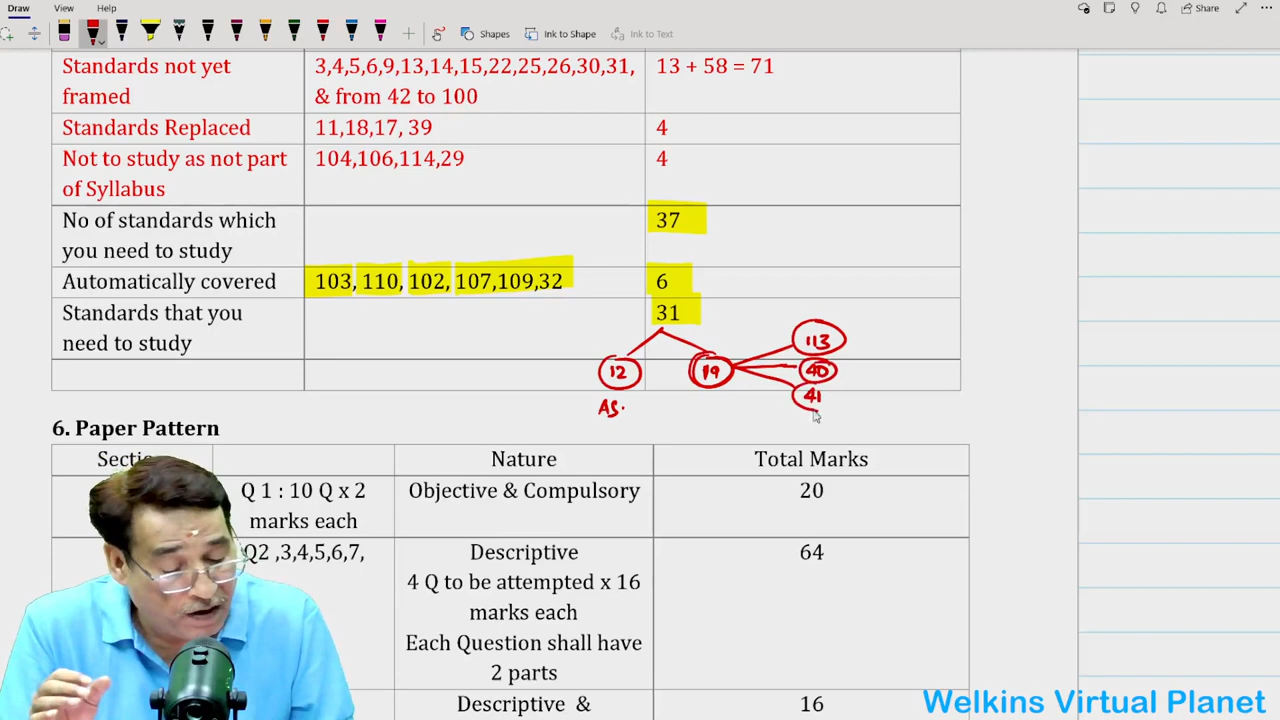 Draw View Help
Share
Shapes Ink to Shape Ink to Text
Standards not yet framed 3,4,5,6,9,13,14,15,22,25,26,30,31, & from 42 to 100 13 + 58 = 71
Standards Replaced 11,18,17, 39 4
Not to study as not part of Syllabus 104,106,114,29 4
No of standards which you need to study 37
Automatically covered 103, 110, 102, 107,109,32 6
Standards that you need to study 31
12 19 113
40
AS. 41
6. Paper Pattern
Nature Total Marks
Q 1 : 10 Q x 2 marks each Objective & Compulsory 20
Q2 ,3,4,5,6,7, Descriptive 64
4 Q to be attempted x 16 marks each
Each Question shall have 2 parts
Descriptive & 16
Welkins Virtual Planet